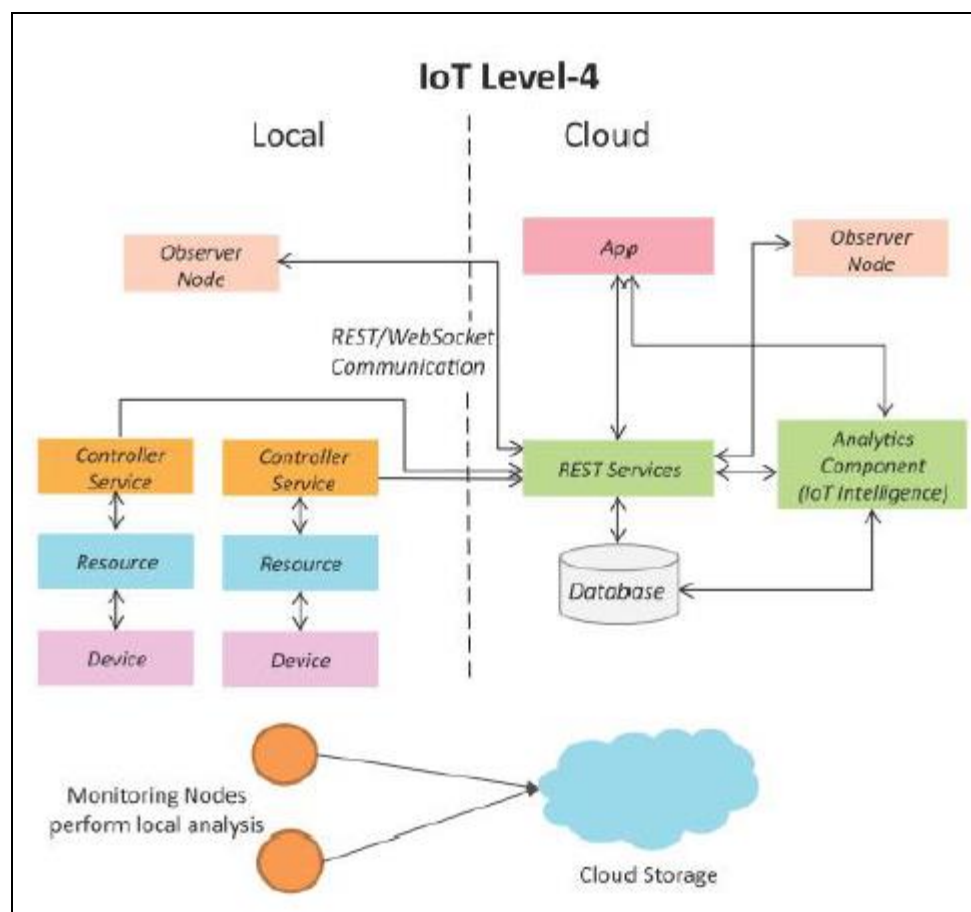 IoT Level-4
Local
Cloud
Observer
Node
App
Observer
Node
REST/WebSocket
Communication
Controller
Service
Controller
Service
REST Services
Analytics
Component
(IoT Intelligence)
Resource
Resource
Database
Device
Device
Monitoring Nodes
perform local analysis
Cloud Storage